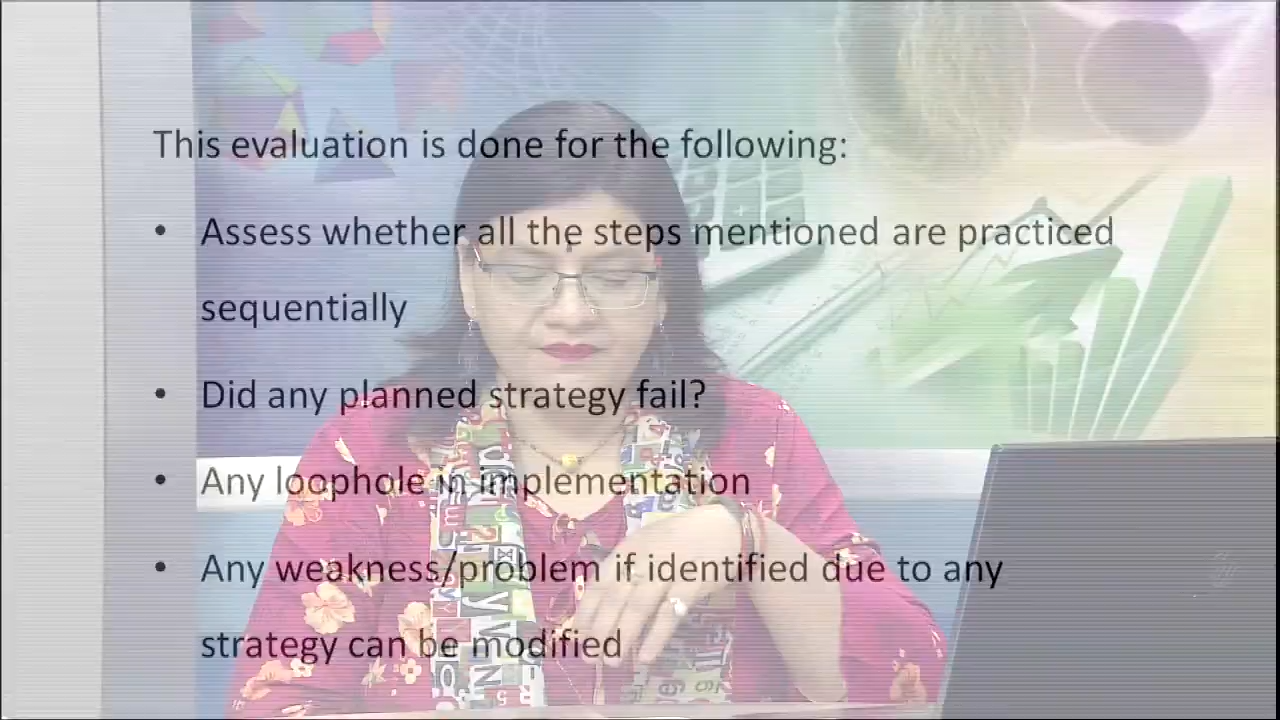 This evaluation is done for the following:
• Assess whether all the steps mentioned are practiced
sequentially
• Did any planned strategy fail?
• Any loophole in implementation
• Any weakness/problem if identified due to any
strategy can be modified